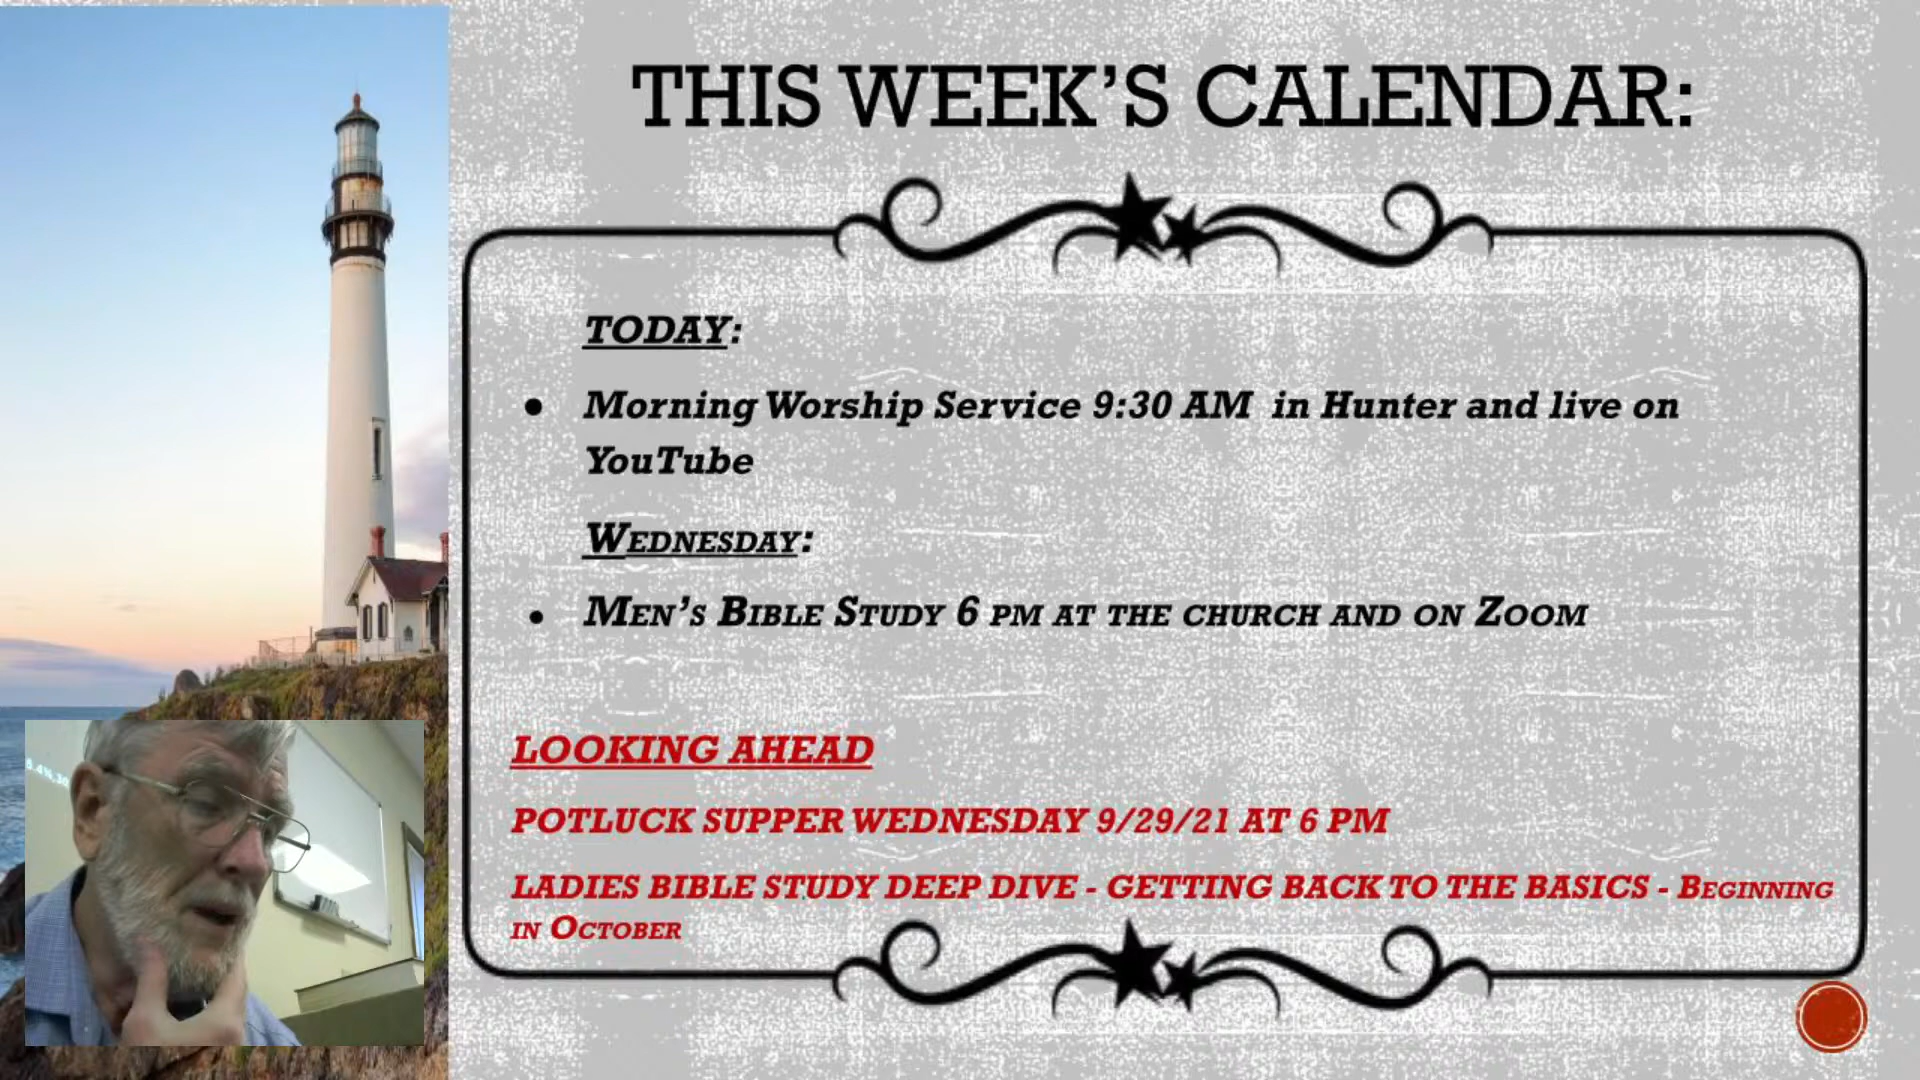 THIS WEEK’S CALENDAR:
TODAY:
• Morning Worship Service 9:30 AM in Hunter and live on
YouTube
WEDNESDAY:
• MEN’S BIBLE STUDY 6 PM AT THE CHURCH AND ON ZOOM
LOOKING AHEAD
POTLUCK SUPPER WEDNESDAY 9/29/21 AT 6 PM
LADIES BIBLE STUDY DEEP DIVE - GETTING BACK TO THE BASICS - BEGINNING
IN OCTOBER